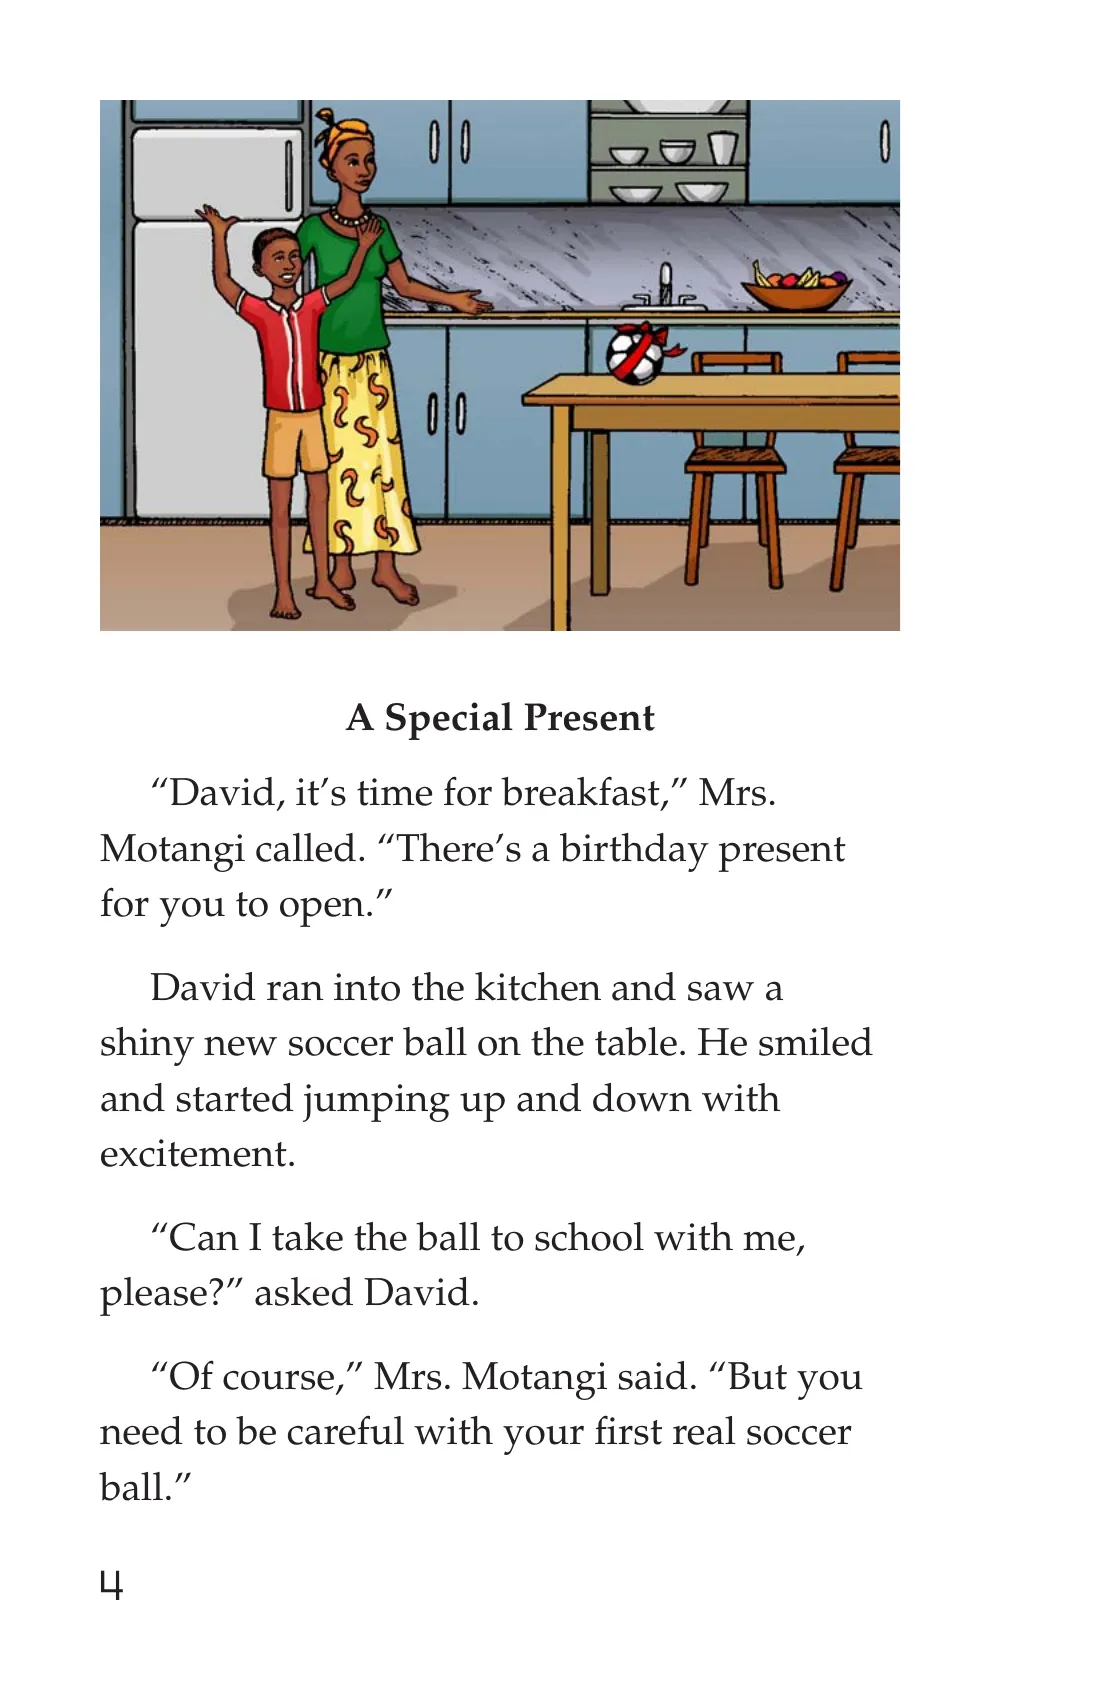 A Special Present
“David, it’s time for breakfast,” Mrs.
Motangi called. “There’s a birthday present
for you to open.”
David ran into the kitchen and saw a
shiny new soccer ball on the table. He smiled
and started jumping up and down with
excitement.
“Can I take the ball to school with me,
please?” asked David.
“Of course,” Mrs. Motangi said. “But you
need to be careful with your first real soccer
ball.”
4